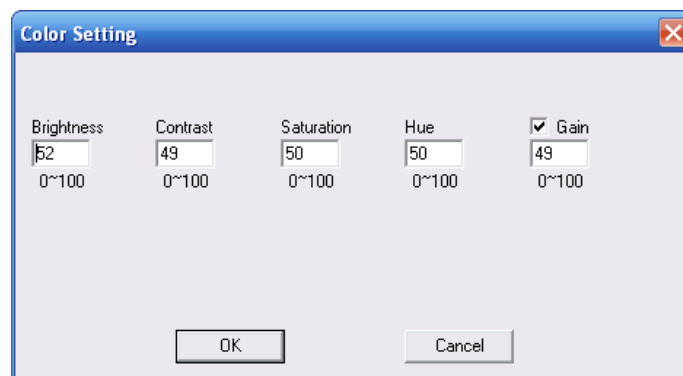 Color Setting
Brightness Contrast Saturation Hue Gain
52 49 50 50 49
0~100 0~100 0~100 0~100 0~100
OK Cancel